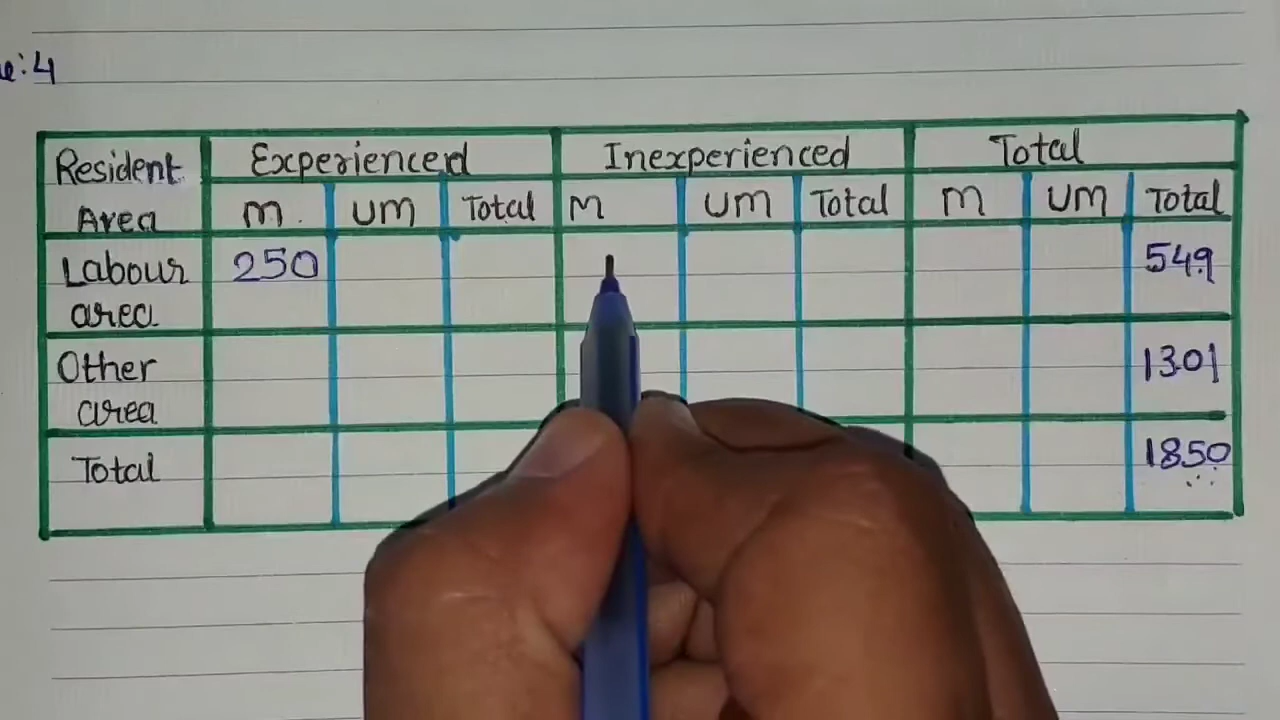 e:4
Resident Area Experienced Inexperienced Total
M. UM Total M UM Total M UM Total
Labour area 250 549
Other area 1301
Total 1850